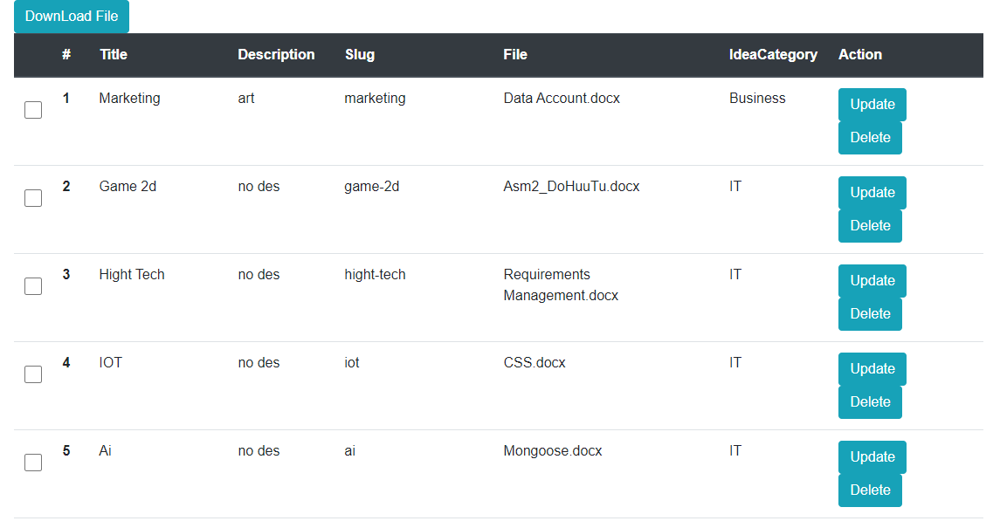 DownLoad File
# Title Description Slug File IdeaCategory Action
1 Marketing art marketing Data Account.docx Business Update
Delete
2 Game 2d no des game-2d Asm2_DoHuuTu.docx IT Update
Delete
3 Hight Tech no des hight-tech Requirements IT Update
Management.docx Delete
4 IOT no des iot CSS.docx IT Update
Delete
5 Ai no des ai Mongoose.docx IT Update
Delete